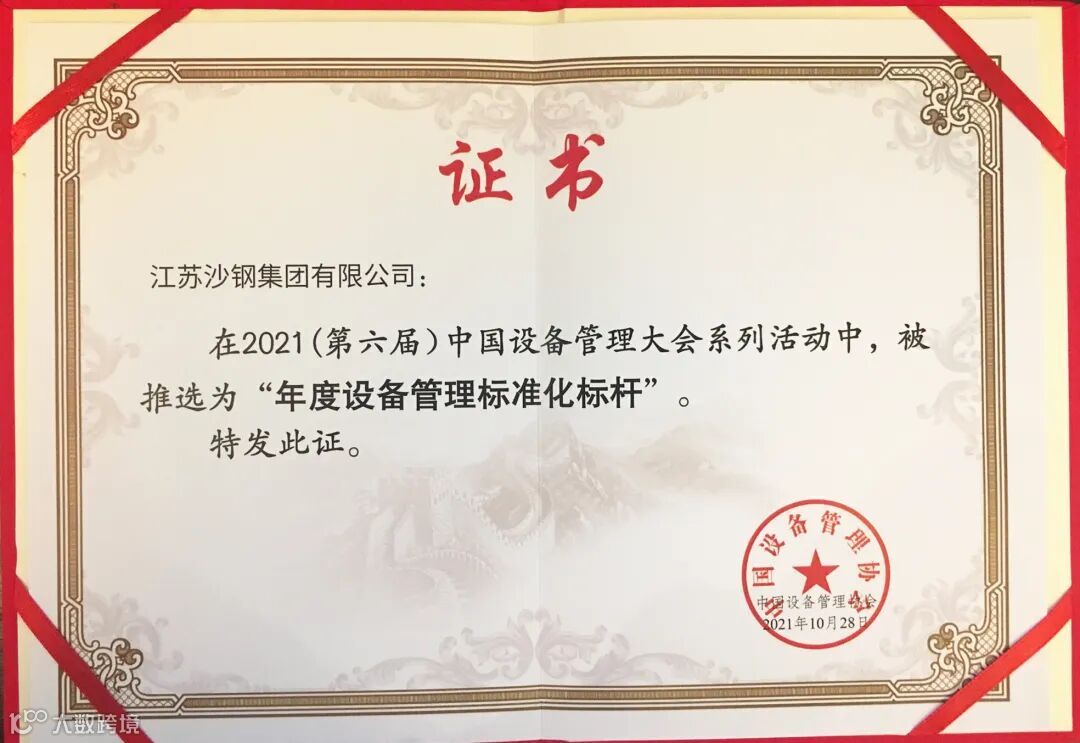 证书
江苏沙钢集团有限公司：
在2021(第六届)中国设备管理大会系列活动中，被
推选为“年度设备管理标准化标杆”。
特发此证。
中国设备管理协会
中国设备管理协会
2021年10月28日
大数跨境